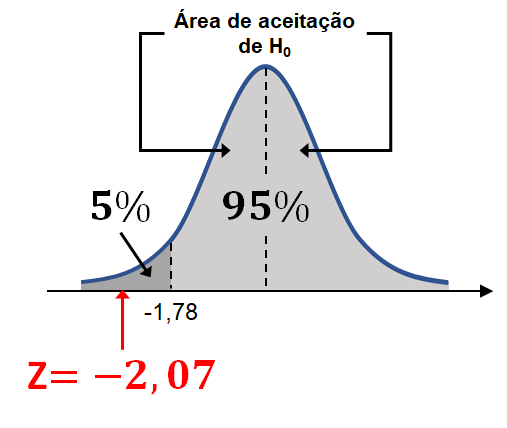 Área de aceitação
de H₀
5%
95%
-1,78
Z= −2,07